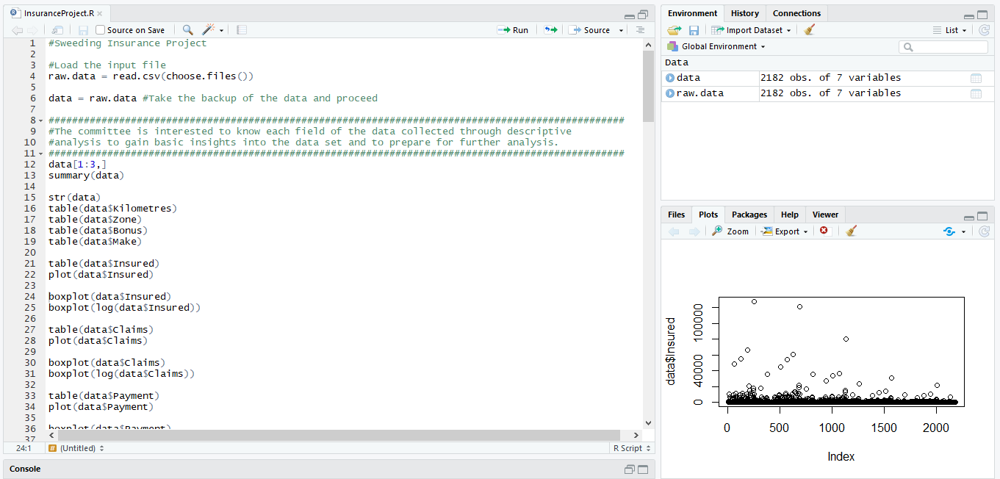 InsuranceProject.R
Source on Save Run Source
1 #Sweeding Insurance Project
2
3 #Load the input file
4 raw.data = read.csv(choose.files())
5
6 data = raw.data #Take the backup of the data and proceed
7
8 ##################################################################################################
9 #The committee is interested to know each field of the data collected through descriptive
10 #analysis to gain basic insights into the data set and to prepare for further analysis.
11 ##################################################################################################
12 data[1:3,]
13 summary(data)
14
15 str(data)
16 table(data$Kilometres)
17 table(data$Zone)
18 table(data$Bonus)
19 table(data$Make)
20
21 table(data$Insured)
22 plot(data$Insured)
23
24 boxplot(data$Insured)
25 boxplot(log(data$Insured))
26
27 table(data$Claims)
28 plot(data$Claims)
29
30 boxplot(data$Claims)
31 boxplot(log(data$Claims))
32
33 table(data$Payment)
34 plot(data$Payment)
35
36 boxplot(data$Payment)
37
24:1 # (Untitled) R Script
Console
Environment History Connections
Import Dataset List
Global Environment
Data
data 2182 obs. of 7 variables
raw.data 2182 obs. of 7 variables
Files Plots Packages Help Viewer
Zoom Export
data$Insured
100000
40000
0
0 500 1000 1500 2000
Index